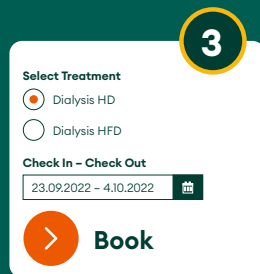 3
Select Treatment
Dialysis HD
Dialysis HFD
Check In – Check Out
23.09.2022 – 4.10.2022
Book